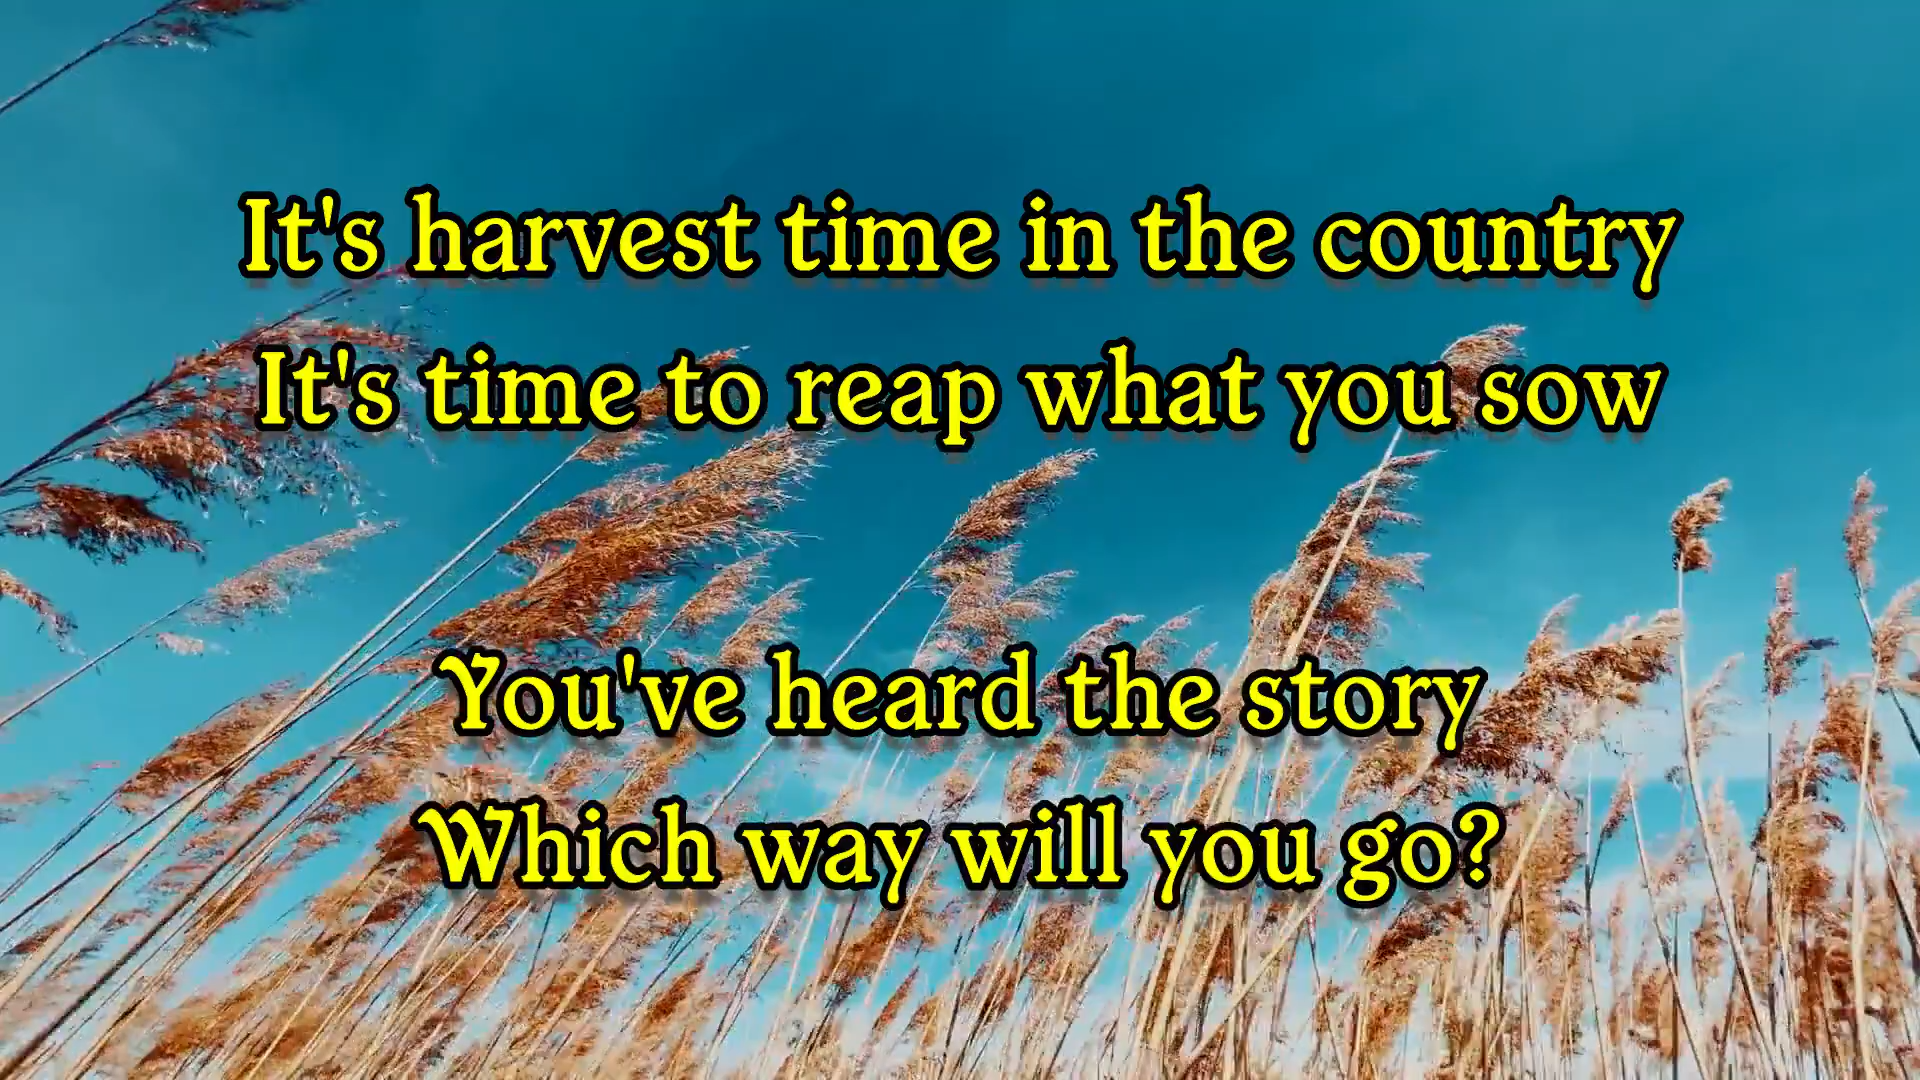 It's harvest time in the country
It's time to reap what you sow
You've heard the story
Which way will you go?